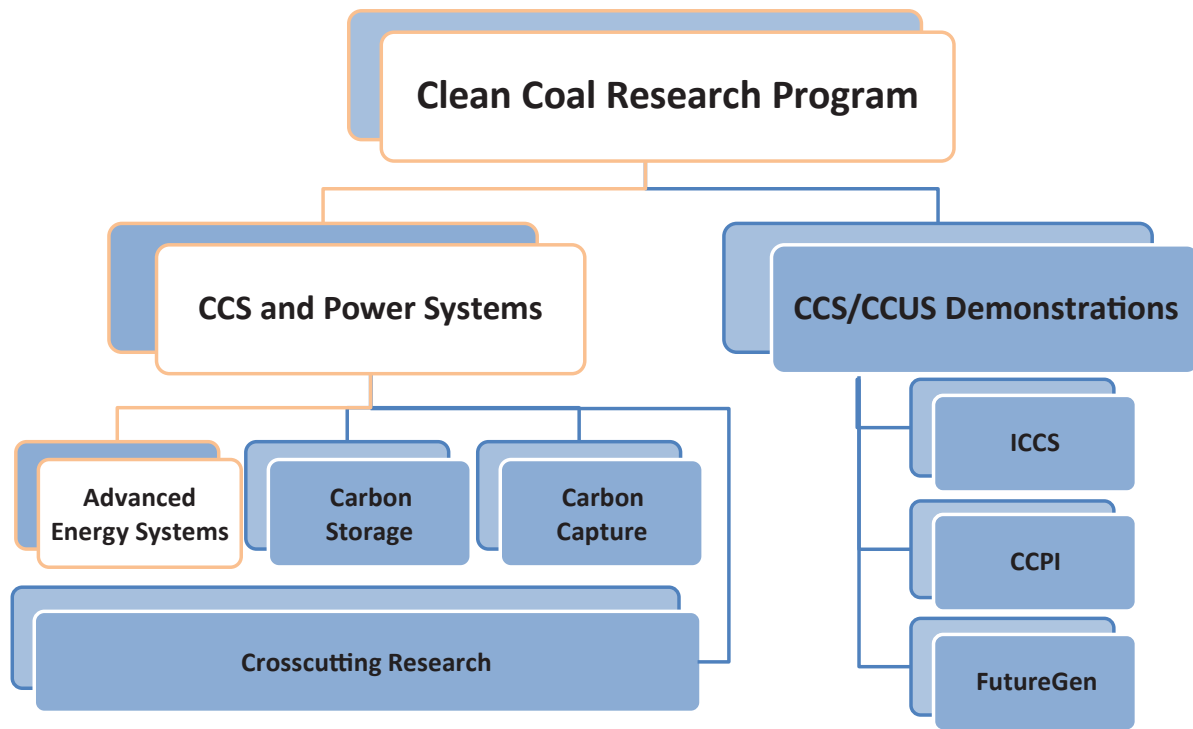 Clean Coal Research Program
CCS and Power Systems
CCS/CCUS Demonstrations
Advanced
Energy Systems
Carbon
Storage
Carbon
Capture
Crosscutting Research
ICCS
CCPI
FutureGen